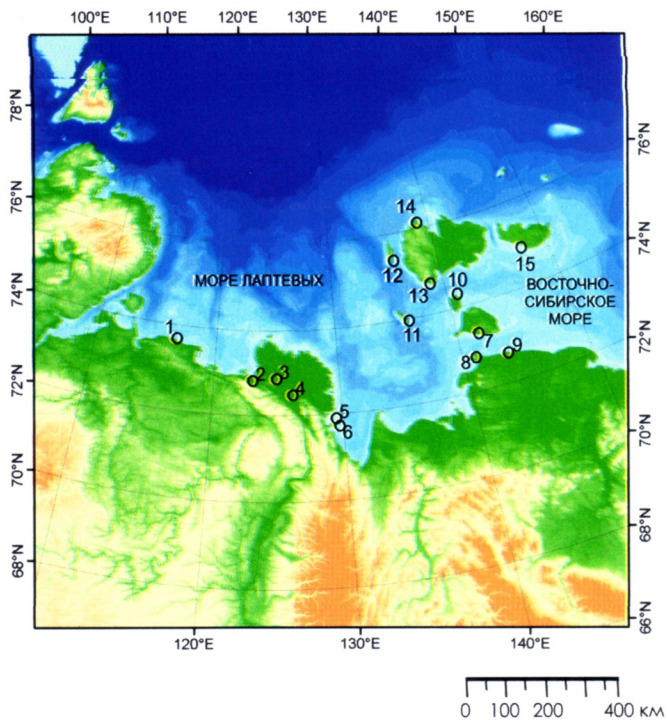 100°E 110°E 120°E 130°E 140°E 150°E 160°E
78°N
76°N
74°N
72°N
70°N
68°N
76°N
74°N
72°N
70°N
68°N
66°N
14
12
15
МОРЕ ЛАПТЕВЫХ
13
10
ВОСТОЧНО-
СИБИРСКОЕ
МОРЕ
11
1
7
8
9
2
3
4
5
6
120°E 130°E 140°E
0 100 200 400 км